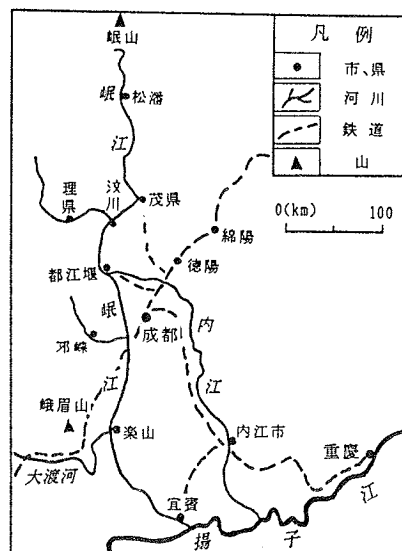 岷山
凡例
市、県
河川
鉄道
山
0(km) 100
岷江
松潘
汶川
茂県
理県
綿陽
徳陽
都江堰
岷江
成都
内江
邛崍
峨眉山
楽山
内江市
重慶
大渡河
宜賓
揚子江